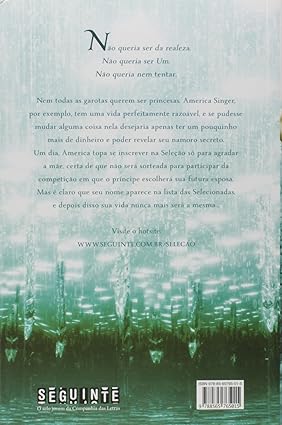 Não queria ser da realeza.
Não queria ser Um.
Não queria nem tentar.
Nem todas as garotas querem ser princesas. America Singer,
por exemplo, tem uma vida perfeitamente razoável, e se pudesse
mudar alguma coisa nela desejaria apenas ter um pouquinho
mais de dinheiro e poder revelar seu namoro secreto.
Um dia, America topa se inscrever na Seleção só para agradar
a mãe, certa de que não será sorteada para participar da
competição em que o príncipe escolherá sua futura esposa.
Mas é claro que seu nome aparece na lista das Selecionadas,
e depois disso sua vida nunca mais será a mesma...
Visite o hotsite:
WWW.SEGUINTE.COM.BR/SELECAO
SEGUINTE
O selo jovem da Companhia das Letras
9788565765015